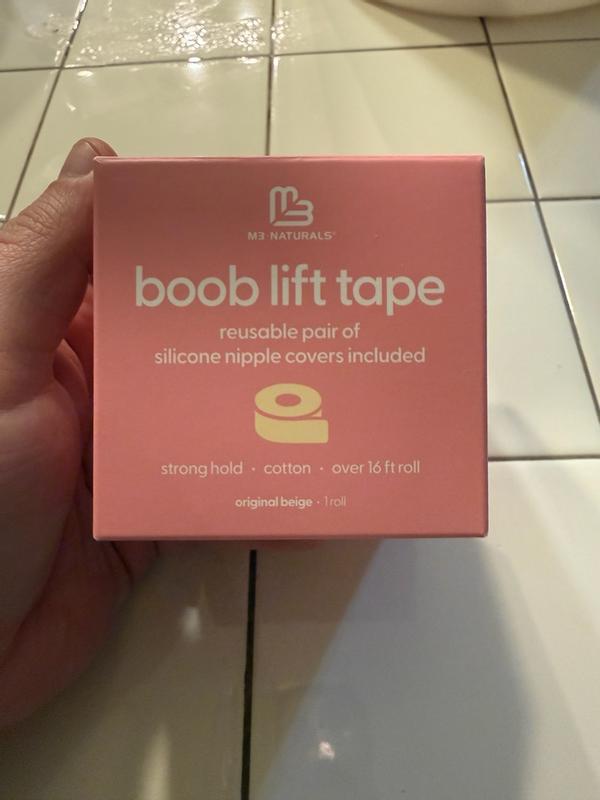 M3·NATURALS®
boob lift tape
reusable pair of
silicone nipple covers included
strong hold · cotton · over 16 ft roll
original beige · 1 roll